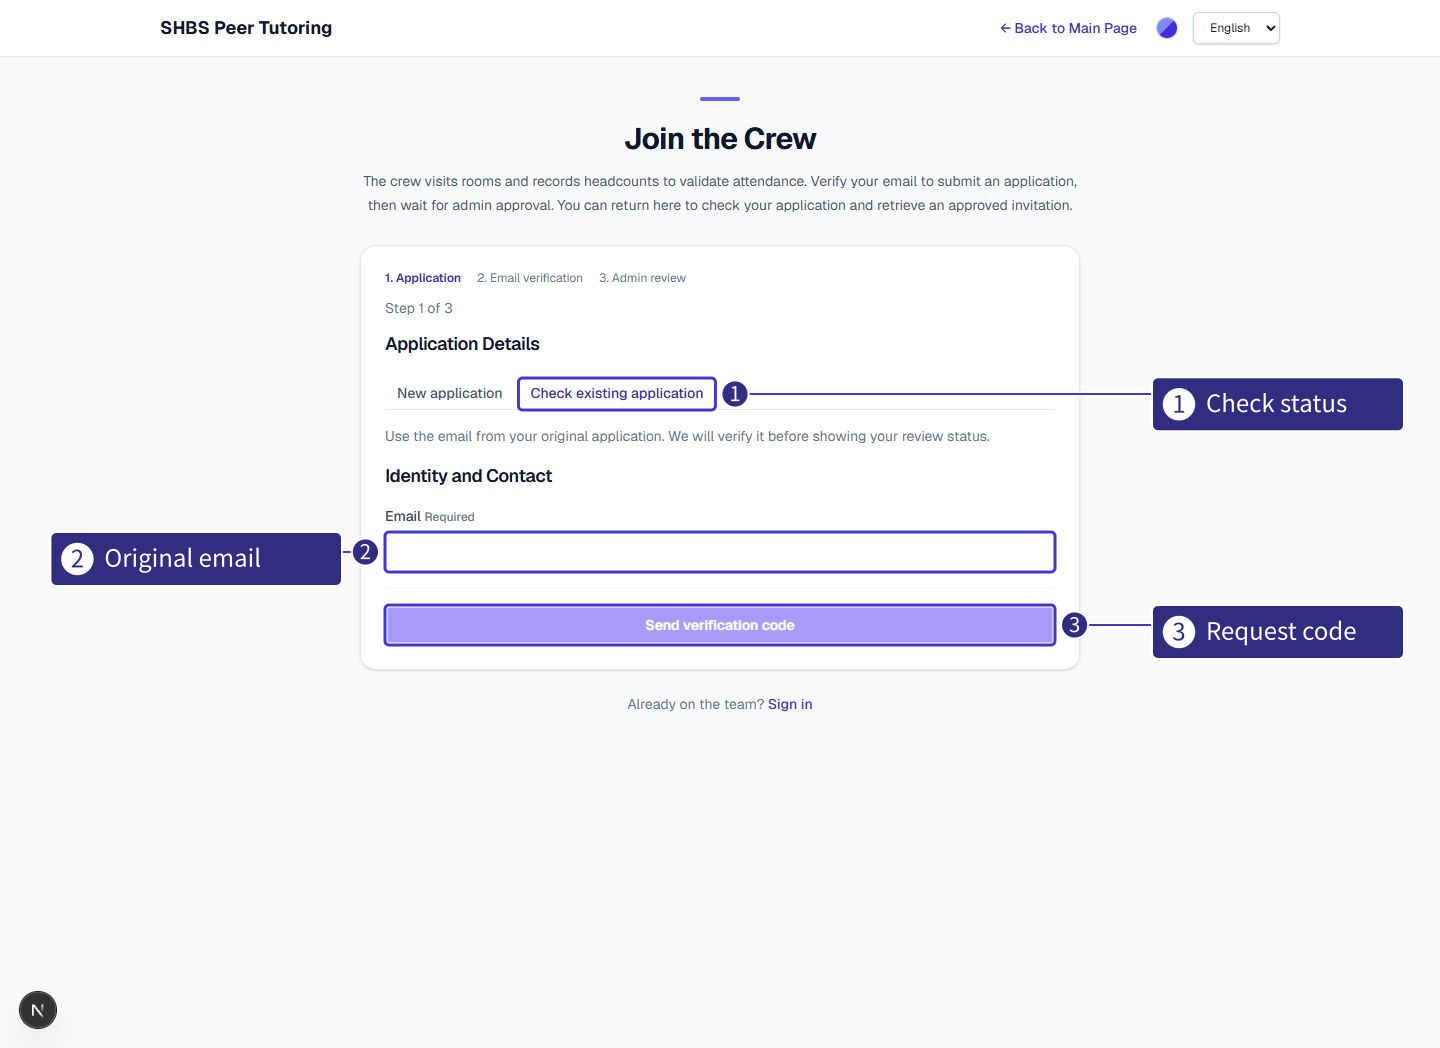 SHBS Peer Tutoring
← Back to Main Page
English
Join the Crew
The crew visits rooms and records headcounts to validate attendance. Verify your email to submit an application,
then wait for admin approval. You can return here to check your application and retrieve an approved invitation.
1. Application 2. Email verification 3. Admin review
Step 1 of 3
Application Details
New application Check existing application 1
1 Check status
Use the email from your original application. We will verify it before showing your review status.
Identity and Contact
Email Required
2 Original email 2
Send verification code 3
3 Request code
Already on the team? Sign in
N